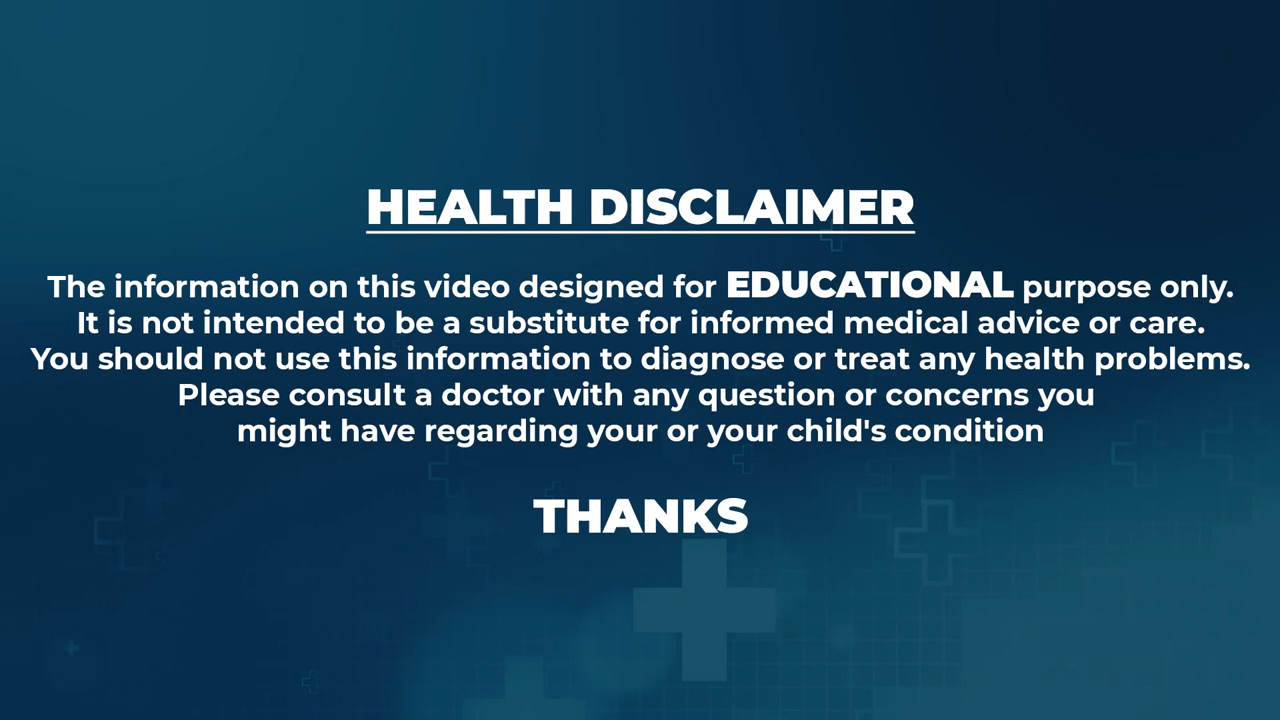 HEALTH DISCLAIMER
The information on this video designed for EDUCATIONAL purpose only.
It is not intended to be a substitute for informed medical advice or care.
You should not use this information to diagnose or treat any health problems.
Please consult a doctor with any question or concerns you
might have regarding your or your child's condition
THANKS